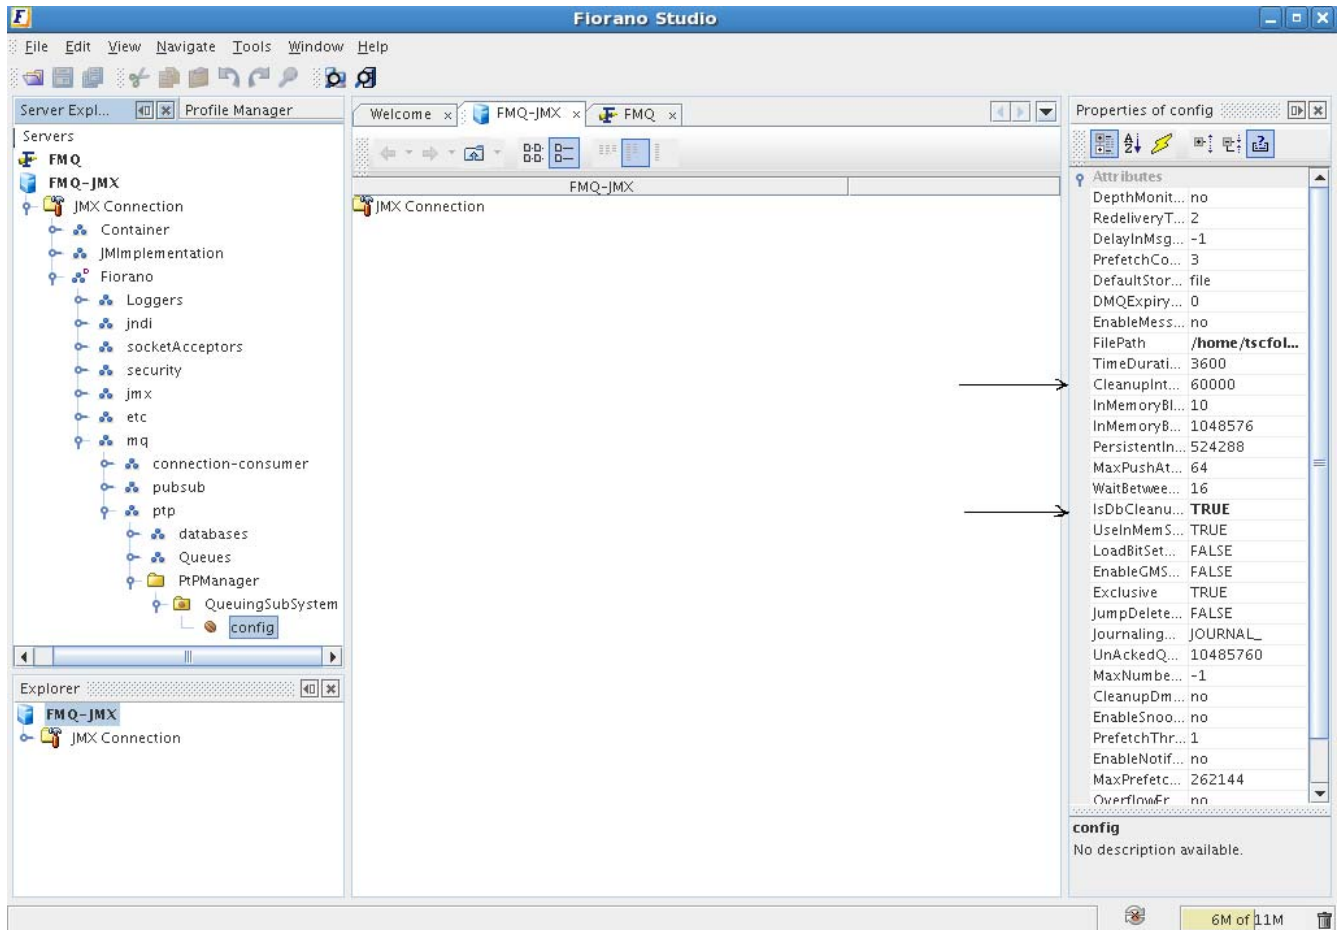 Fiorano Studio
File Edit View Navigate Tools Window Help
Server Expl... Profile Manager
Servers
FMQ
FMQ-JMX
JMX Connection
Container
JMImplementation
Fiorano
Loggers
jndi
socketAcceptors
security
jmx
etc
mq
connection-consumer
pubsub
ptp
databases
Queues
PtPManager
QueuingSubSystem
config
Explorer
FMQ-JMX
JMX Connection
Welcome FMQ-JMX FMQ
FMQ-JMX
JMX Connection
Properties of config
Attributes
DepthMonit... no
RedeliveryT... 2
DelayInMsg... -1
PrefetchCo... 3
DefaultStor... file
DMQExpiry... 0
EnableMess... no
FilePath /home/tscfol...
TimeDurati... 3600
CleanupInt... 60000
InMemoryBl... 10
InMemoryB... 1048576
PersistentIn... 524288
MaxPushAt... 64
WaitBetwee... 16
IsDbCleanu... TRUE
UseInMemS... TRUE
LoadBitSet... FALSE
EnableGMS... FALSE
Exclusive TRUE
JumpDelete... FALSE
Journaling... JOURNAL_
UnAckedQ... 10485760
MaxNumbe... -1
CleanupDm... no
EnableSnoo... no
PrefetchThr... 1
EnableNotif... no
MaxPrefetc... 262144
OverflowFr... no
config
No description available.
6M of 11M